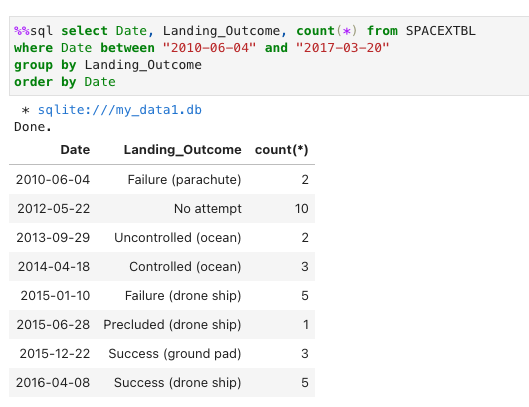 %%sql select Date, Landing_Outcome, count(*) from SPACEXTBL
where Date between "2010-06-04" and "2017-03-20"
group by Landing_Outcome
order by Date
* sqlite:///my_data1.db
Done.
Date Landing_Outcome count(*)
2010-06-04 Failure (parachute) 2
2012-05-22 No attempt 10
2013-09-29 Uncontrolled (ocean) 2
2014-04-18 Controlled (ocean) 3
2015-01-10 Failure (drone ship) 5
2015-06-28 Precluded (drone ship) 1
2015-12-22 Success (ground pad) 3
2016-04-08 Success (drone ship) 5